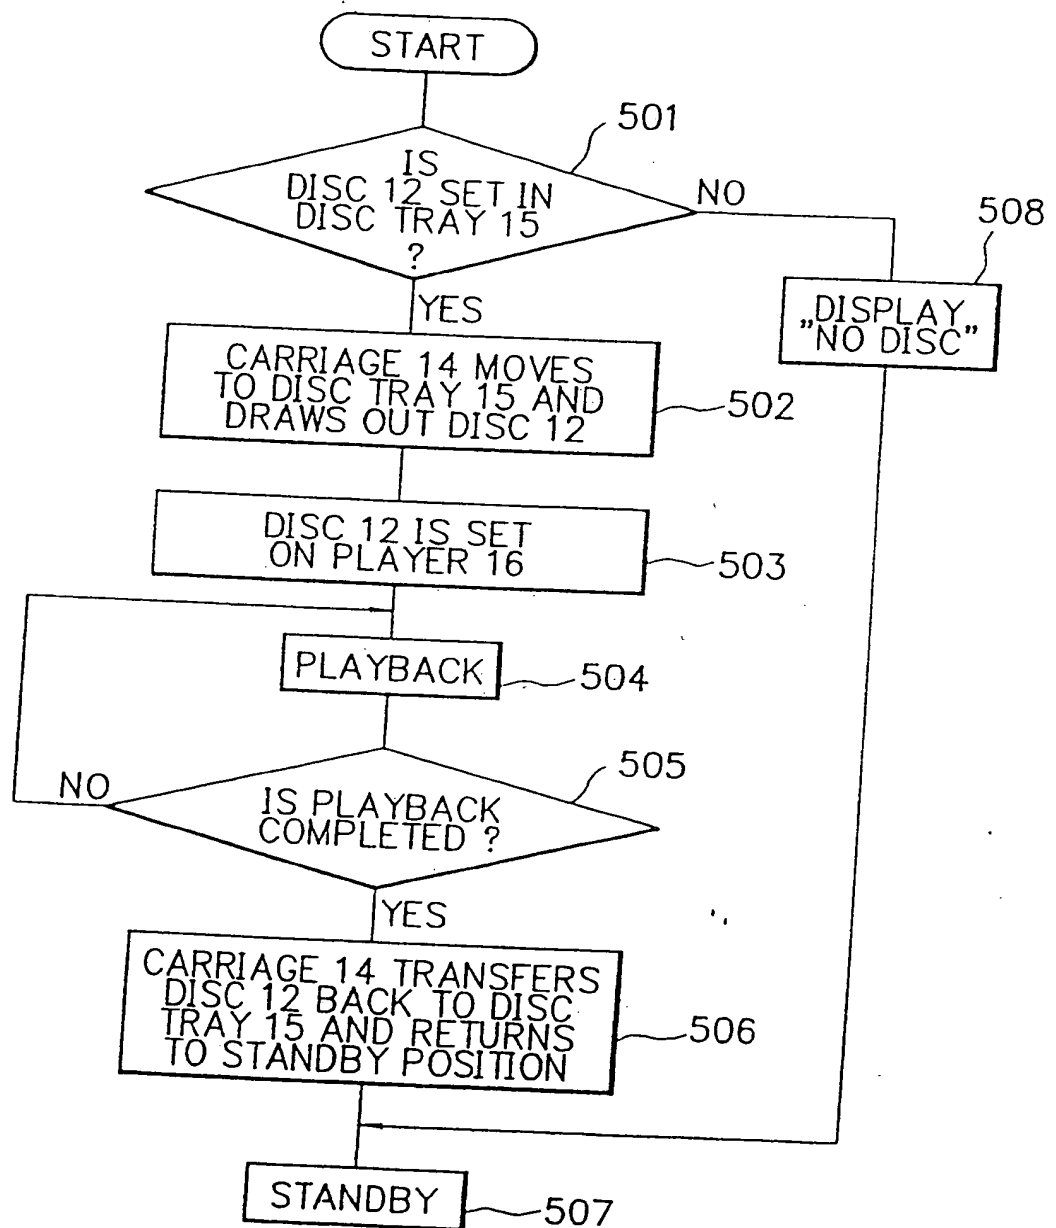 START
501
IS
DISC 12 SET IN
DISC TRAY 15
?
NO
508
YES
DISPLAY
„NO DISC”
CARRIAGE 14 MOVES
TO DISC TRAY 15 AND
DRAWS OUT DISC 12
502
DISC 12 IS SET
ON PLAYER 16
503
PLAYBACK
504
505
NO
IS PLAYBACK
COMPLETED ?
YES
CARRIAGE 14 TRANSFERS
DISC 12 BACK TO DISC
TRAY 15 AND RETURNS
TO STANDBY POSITION
506
STANDBY
507